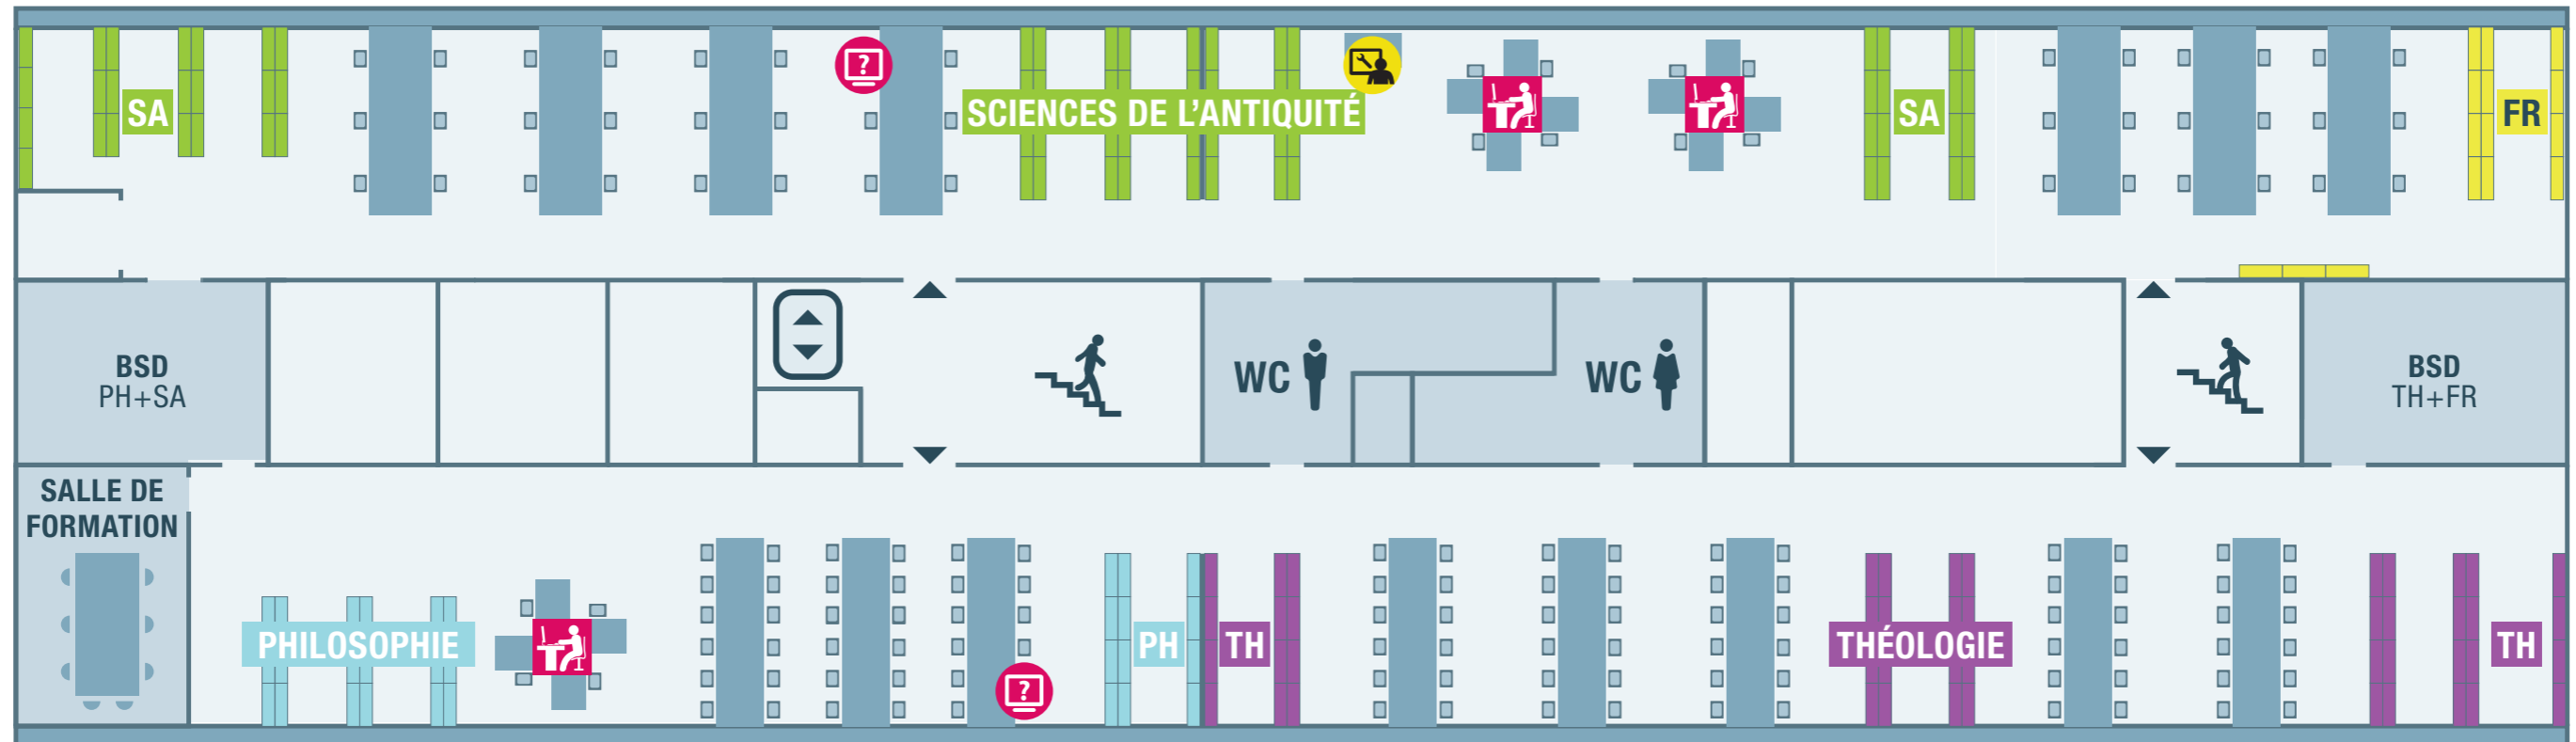 SA
SCIENCES DE L'ANTIQUITÉ
SA
FR
BSD
PH+SA
WC
WC
BSD
TH+FR
SALLE DE
FORMATION
PHILOSOPHIE
PH
TH
THÉOLOGIE
TH
?
?